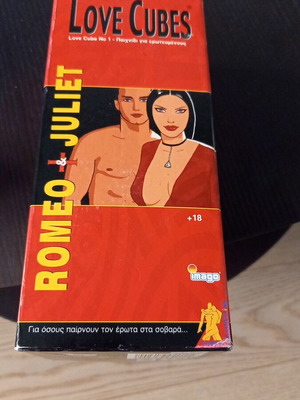 LOVE CUBES®
Love Cube No 1 - Παιχνίδι για ερωτευμένους
ROMEO & JULIET
+18
imago
Για όσους παίρνουν τον έρωτα στα σοβαρά...